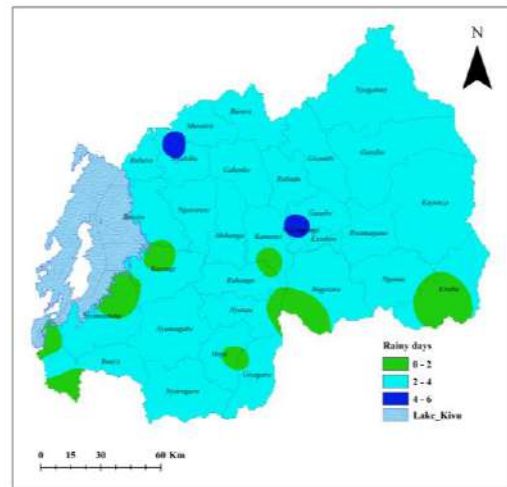 N
Nyagatare
Burera
Musanze
Gicumbi
Gatsibo
Rubavu
Nyabihu
Gakenke
Rulindo
Kayonza
Rutsiro
Ngororero
Gasabo
Muhanga
Kamonyi
Kicukiro
Rwamagana
Karongi
Ruhango
Bugesera
Ngoma
Kirehe
Nyamasheke
Nyanza
Nyamagabe
Rusizi
Huye
Gisagara
Nyaruguru
Rainy days
0 - 2
2 - 4
4 - 6
Lake_Kivu
0 15 30 60 Km